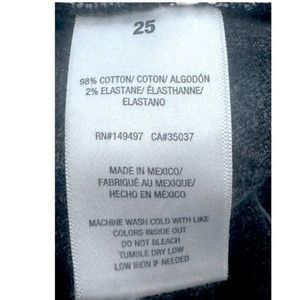 25
98% COTTON/ COTON/ ALGODÓN
2% ELASTANE/ ÉLASTHANNE/
ELASTANO
RN#149497 CA#35037
MADE IN MEXICO/
FABRIQUÉ AU MEXIQUE/
HECHO EN MÉXICO
MACHINE WASH COLD WITH LIKE
COLORS INSIDE OUT
DO NOT BLEACH
TUMBLE DRY LOW
LOW IRON IF NEEDED